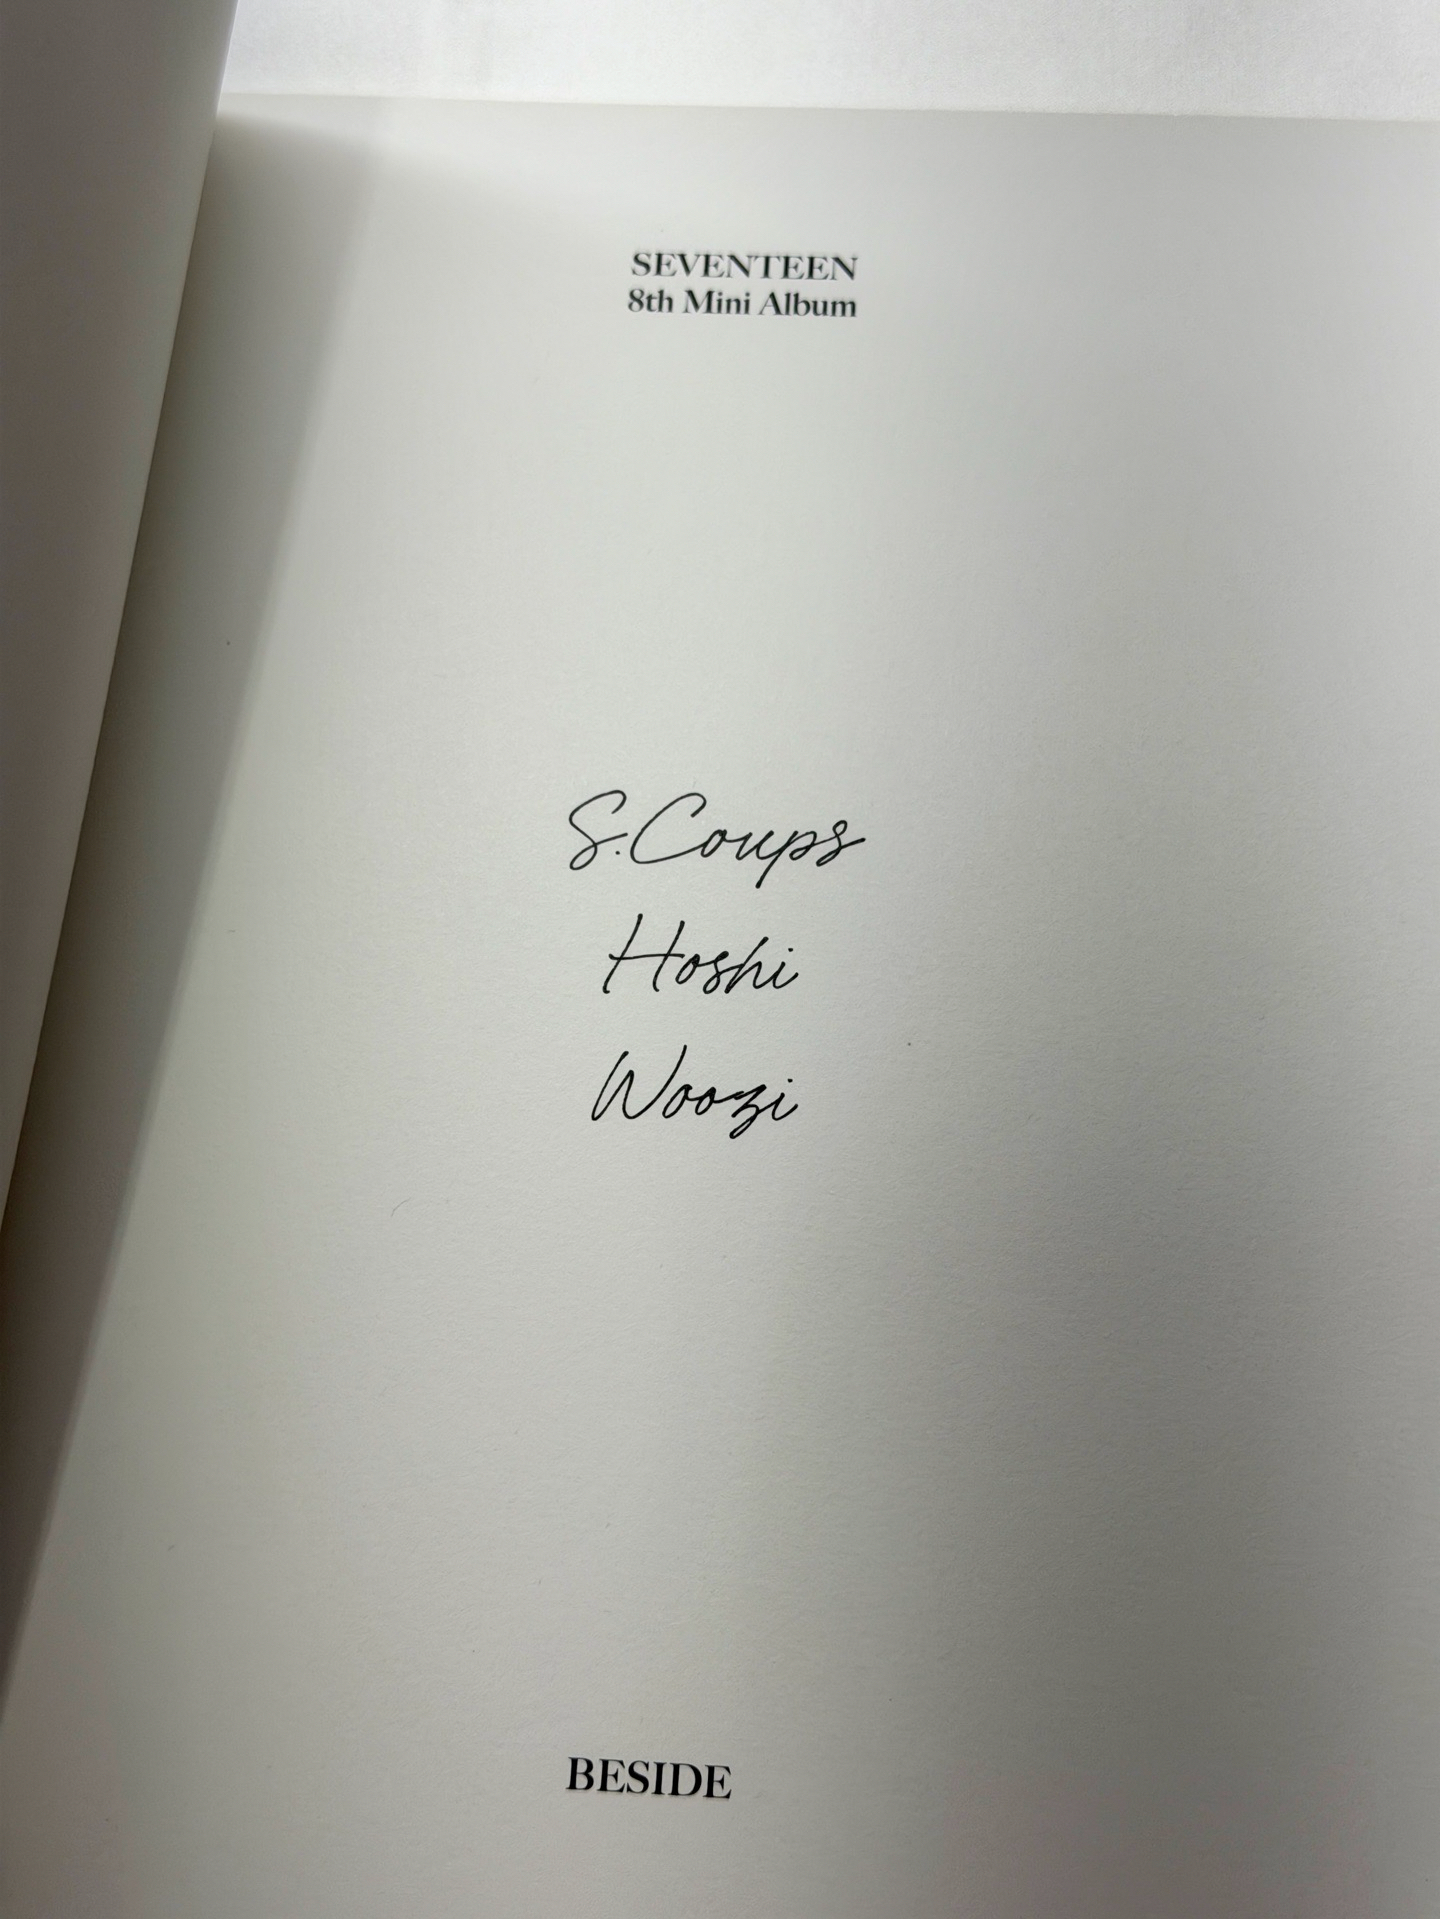 SEVENTEEN
8th Mini Album
S.Coups
Hoshi
Woozi
BESIDE